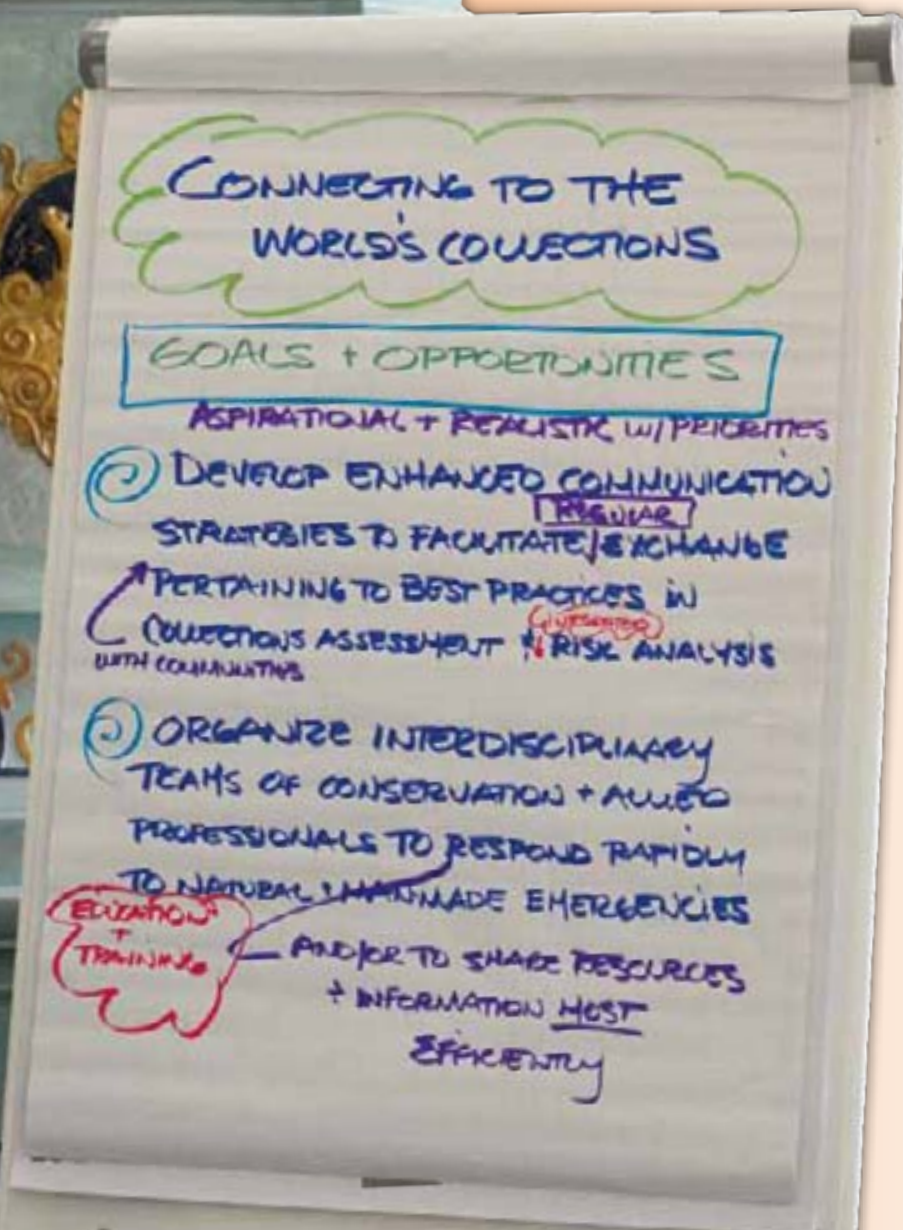 CONNECTING TO THE
WORLD'S COLLECTIONS
GOALS + OPPORTUNITIES
ASPIRATIONAL + REALISTIC W/ PRIORITIES
DEVELOP ENHANCED COMMUNICATION
REGULAR
STRATEGIES TO FACILITATE/EXCHANGE
PERTAINING TO BEST PRACTICES IN
INTEGRATED
COLLECTIONS ASSESSMENT & RISK ANALYSIS
WITH COMMUNITIES
ORGANIZE INTERDISCIPLINARY
TEAMS OF CONSERVATION + ALLIED
PROFESSIONALS TO RESPOND RAPIDLY
TO NATURAL + MANMADE EMERGENCIES
EDUCATION
+
TRAINING
AND/OR TO SHARE RESOURCES
+ INFORMATION MOST
EFFICIENTLY